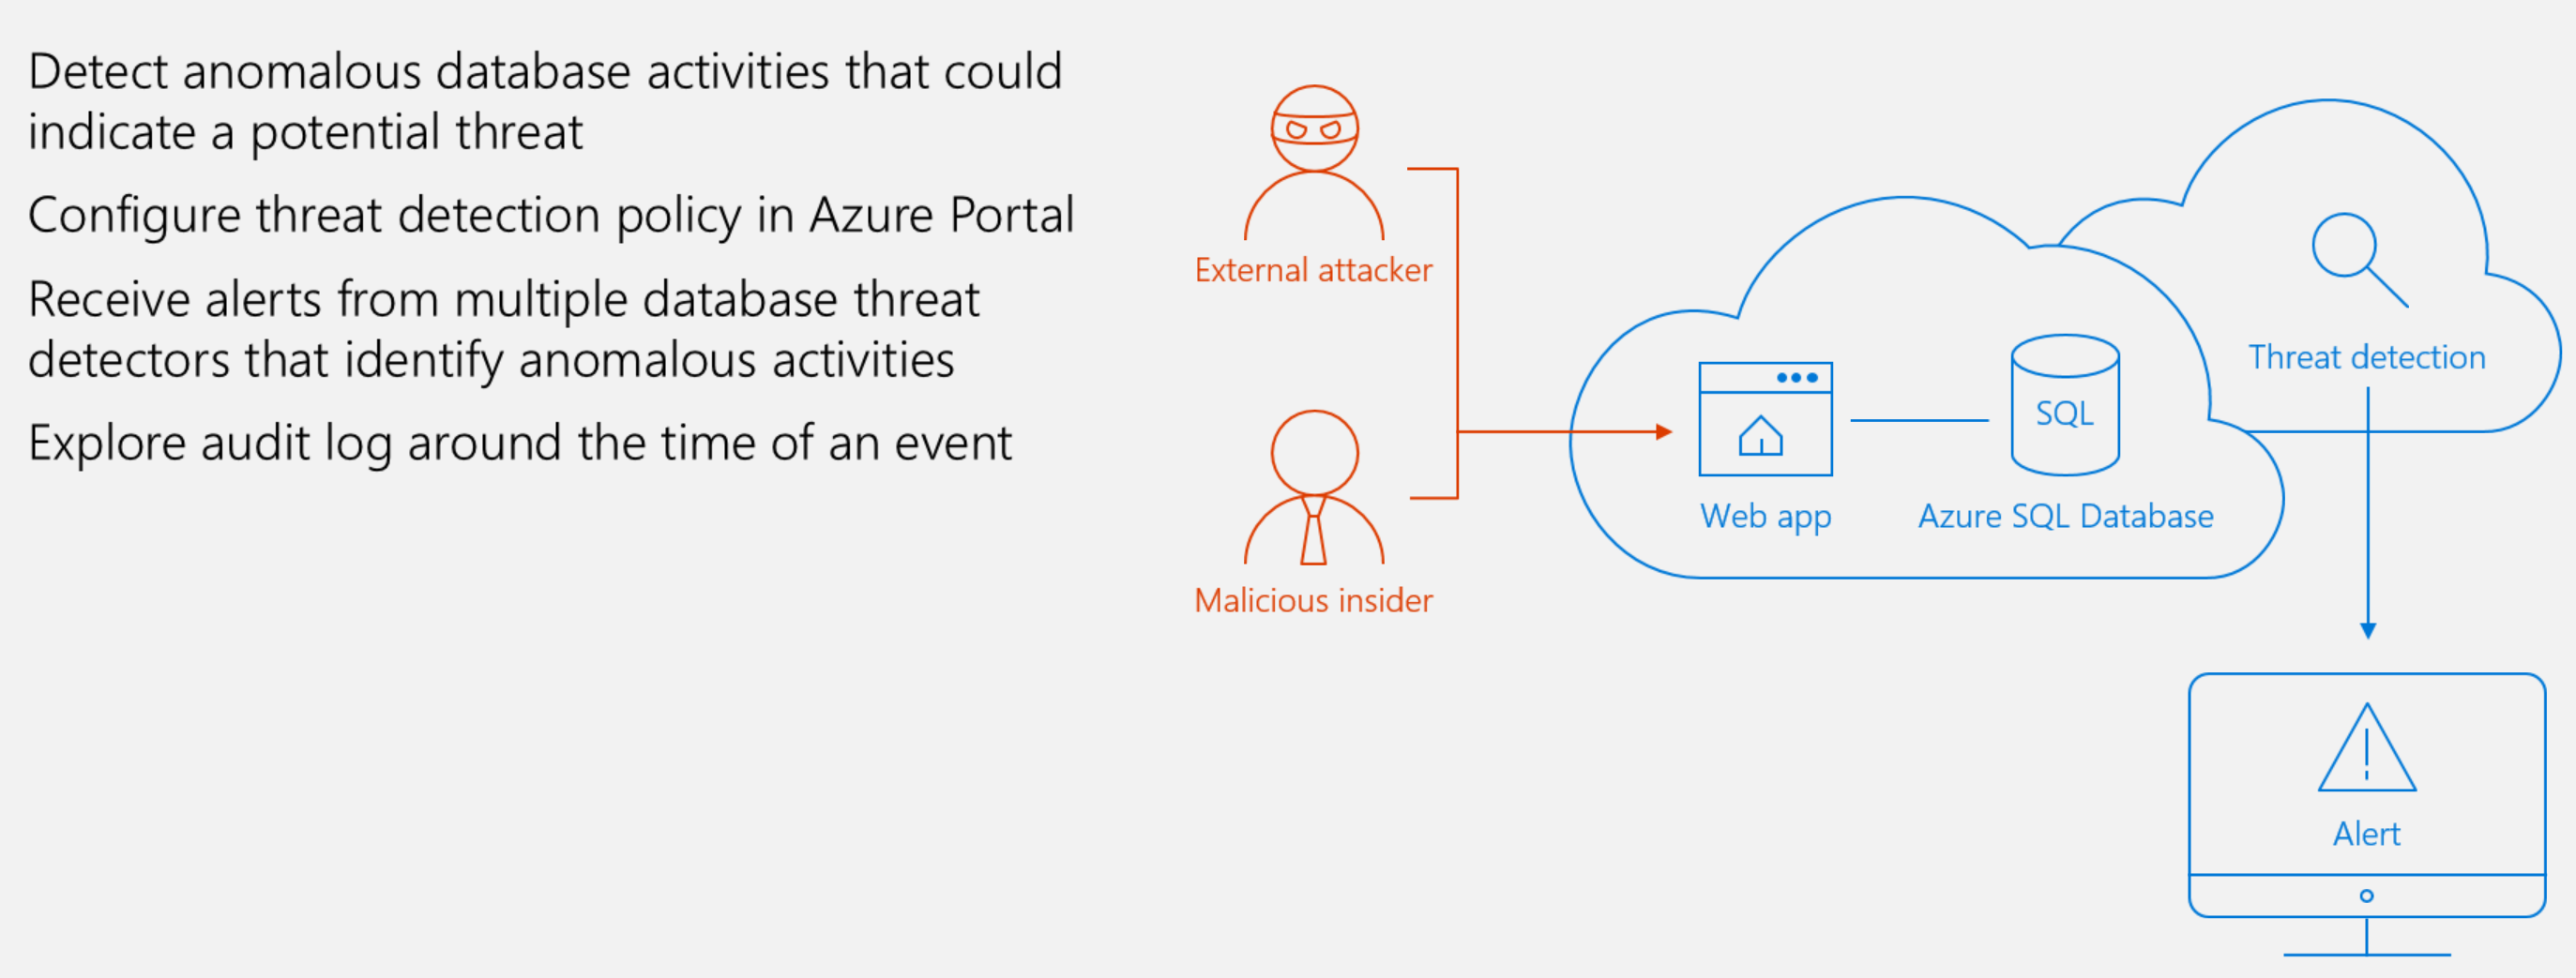 Detect anomalous database activities that could
indicate a potential threat
Configure threat detection policy in Azure Portal
Receive alerts from multiple database threat
detectors that identify anomalous activities
Explore audit log around the time of an event
External attacker
Malicious insider
Web app
SQL
Azure SQL Database
Threat detection
Alert